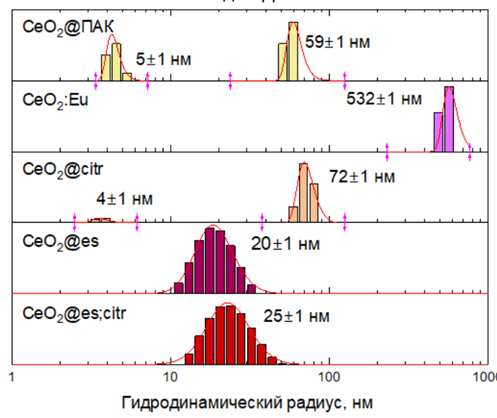 CeO2@ПАК
5±1 нм
59±1 нм
CeO2:Eu
532±1 нм
CeO2@citr
4±1 нм
72±1 нм
CeO2@es
20±1 нм
CeO2@es;citr
25±1 нм
1 10 100 1000
Гидродинамический радиус, нм